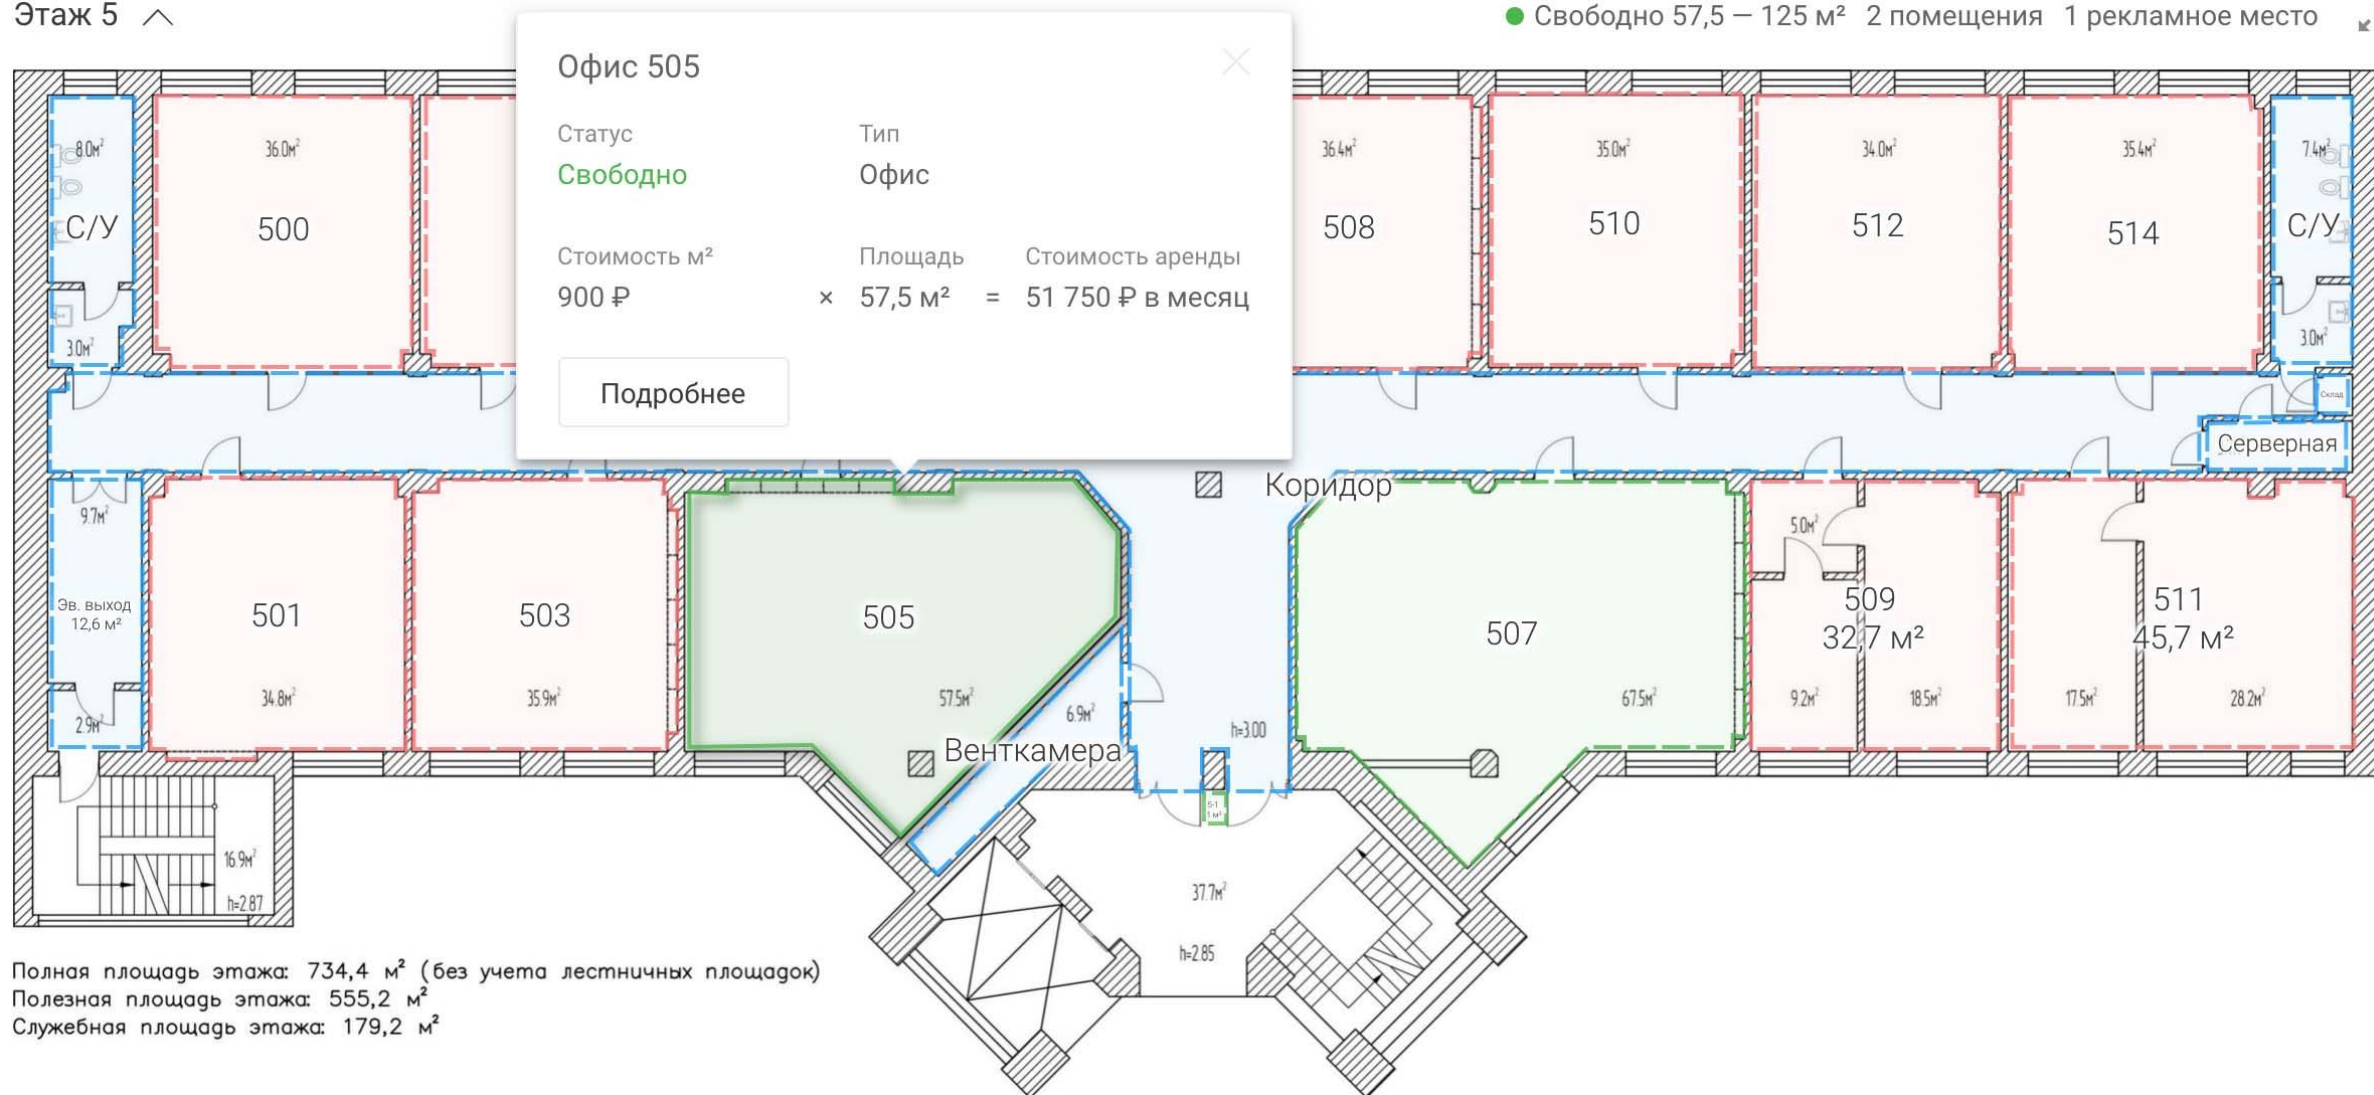 Этаж 5
Свободно 57,5 — 125 м² 2 помещения 1 рекламное место
Офис 505
Статус
Тип
Свободно
Офис
Стоимость м²
Площадь
Стоимость аренды
900 ₽ × 57,5 м² = 51 750 ₽ в месяц
Подробнее
8.0м²
С/У
3.0м²
36.0м²
500
36.4м²
508
35.0м²
510
34.0м²
512
35.4м²
514
7.4м²
С/У
3.0м²
Склад
Серверная
Коридор
9.7м²
Эв. выход
12,6 м²
2.9м²
501
34.8м²
503
35.9м²
505
57.5м²
6.9м²
Венткамера
h=3.00
507
67.5м²
5.0м²
509
32,7 м²
9.2м²
18.5м²
511
45,7 м²
17.5м²
28.2м²
5-1
1 м²
16.9м²
h=2.87
37.7м²
h=2.85
Полная площадь этажа: 734,4 м² (без учета лестничных площадок)
Полезная площадь этажа: 555,2 м²
Служебная площадь этажа: 179,2 м²